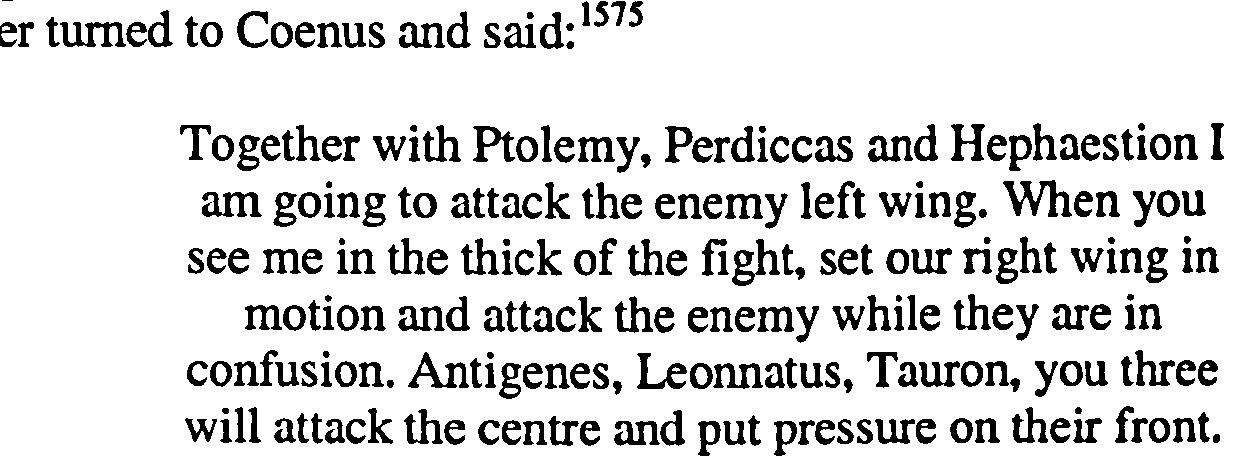 er turned to Coenus and said:1575
Together with Ptolemy, Perdiccas and Hephaestion I
am going to attack the enemy left wing. When you
see me in the thick of the fight, set our right wing in
motion and attack the enemy while they are in
confusion. Antigenes, Leonnatus, Tauron, you three
will attack the centre and put pressure on their front.